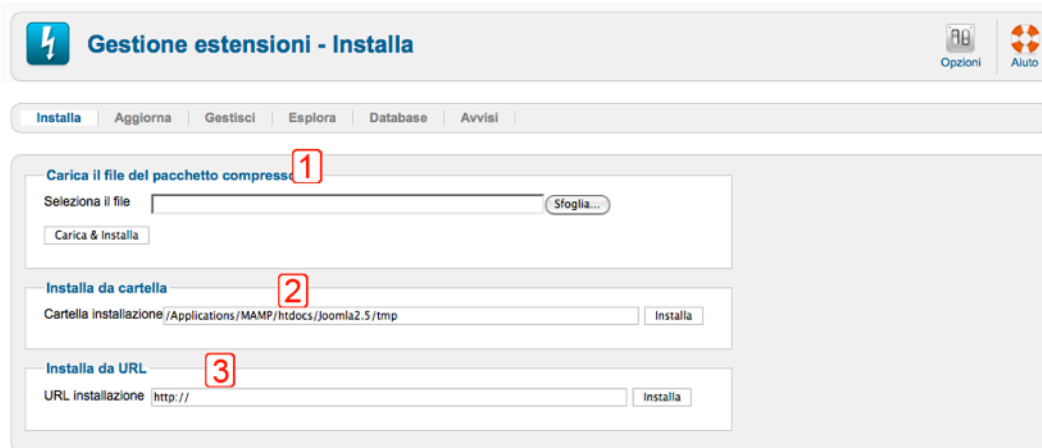 Gestione estensioni - Installa
Opzioni
Aiuto
Installa Aggiorna Gestisci Esplora Database Avvisi
1
Carica il file del pacchetto compresso
Seleziona il file Sfoglia...
Carica & Installa
2
Installa da cartella
Cartella installazione /Applications/MAMP/htdocs/Joomla2.5/tmp Installa
3
Installa da URL
URL installazione http:// Installa